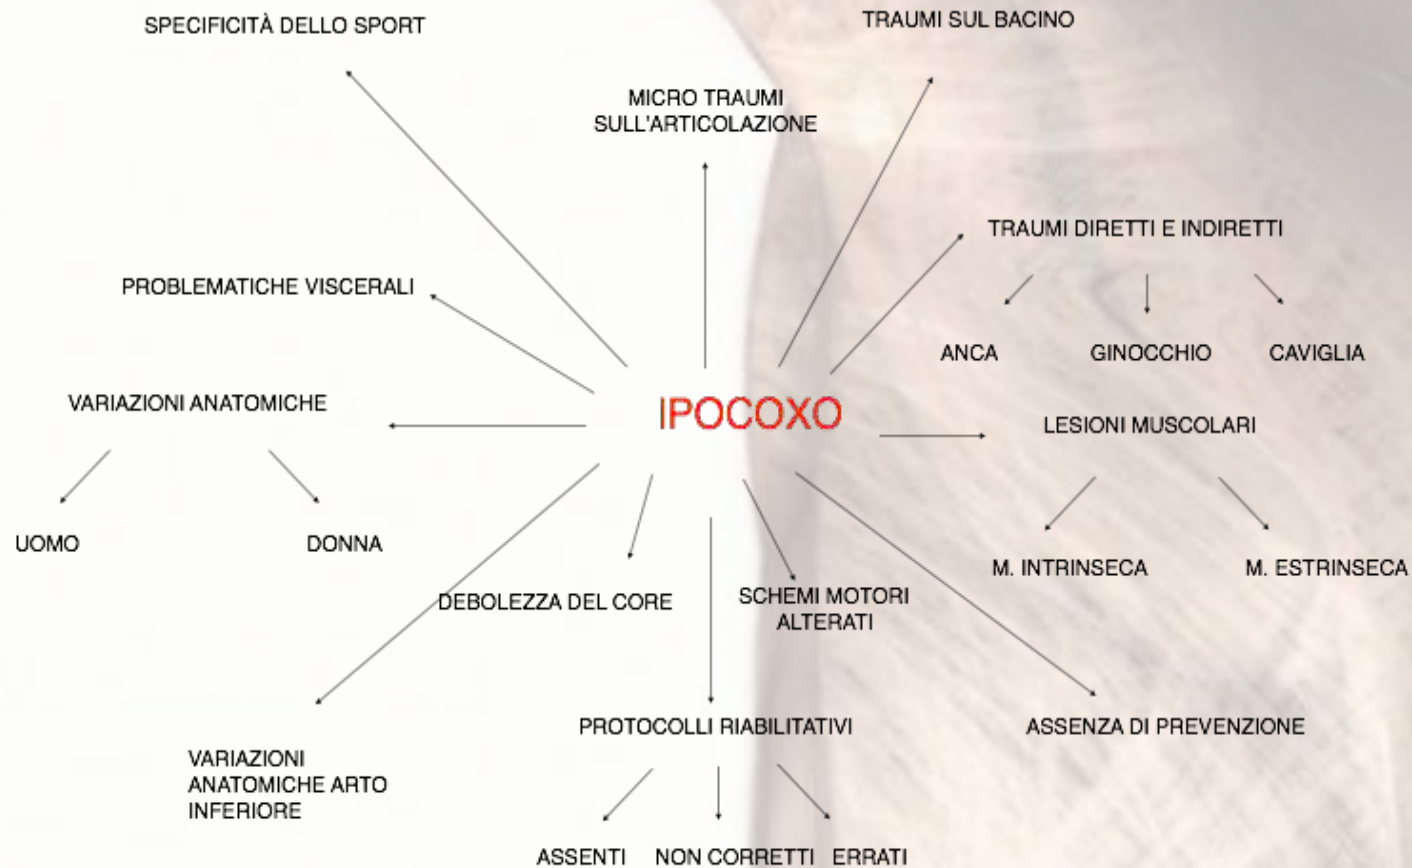 SPECIFICITÀ DELLO SPORT
TRAUMI SUL BACINO
MICRO TRAUMI
SULL'ARTICOLAZIONE
TRAUMI DIRETTI E INDIRETTI
PROBLEMATICHE VISCERALI
ANCA
GINOCCHIO
CAVIGLIA
VARIAZIONI ANATOMICHE
IPOCOXO
LESIONI MUSCOLARI
UOMO
DONNA
M. INTRINSECA
M. ESTRINSECA
DEBOLEZZA DEL CORE
SCHEMI MOTORI
ALTERATI
PROTOCOLLI RIABILITATIVI
ASSENZA DI PREVENZIONE
VARIAZIONI
ANATOMICHE ARTO
INFERIORE
ASSENTI
NON CORRETTI
ERRATI